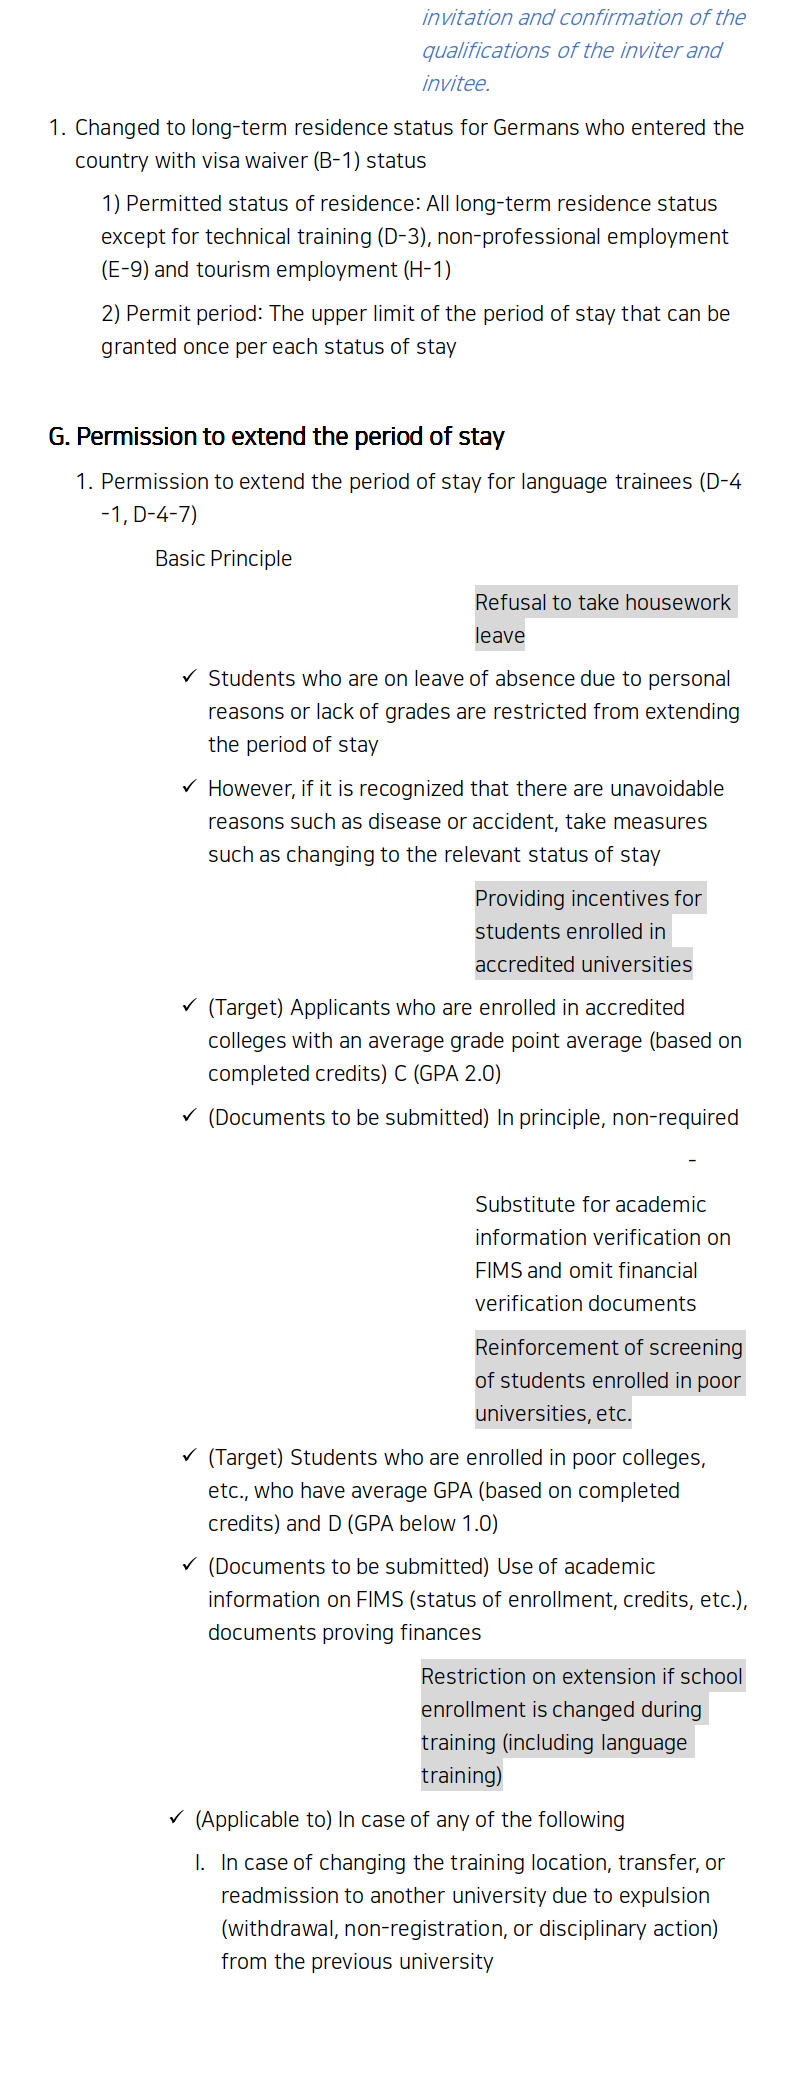 invitation and confirmation of the
qualifications of the inviter and
invitee.
1. Changed to long-term residence status for Germans who entered the
country with visa waiver (B-1) status
1) Permitted status of residence: All long-term residence status
except for technical training (D-3), non-professional employment
(E-9) and tourism employment (H-1)
2) Permit period: The upper limit of the period of stay that can be
granted once per each status of stay
G. Permission to extend the period of stay
1. Permission to extend the period of stay for language trainees (D-4
-1, D-4-7)
Basic Principle
Refusal to take housework
leave
✓ Students who are on leave of absence due to personal
reasons or lack of grades are restricted from extending
the period of stay
✓ However, if it is recognized that there are unavoidable
reasons such as disease or accident, take measures
such as changing to the relevant status of stay
Providing incentives for
students enrolled in
accredited universities
✓ (Target) Applicants who are enrolled in accredited
colleges with an average grade point average (based on
completed credits) C (GPA 2.0)
✓ (Documents to be submitted) In principle, non-required
-
Substitute for academic
information verification on
FIMS and omit financial
verification documents
Reinforcement of screening
of students enrolled in poor
universities, etc.
✓ (Target) Students who are enrolled in poor colleges,
etc., who have average GPA (based on completed
credits) and D (GPA below 1.0)
✓ (Documents to be submitted) Use of academic
information on FIMS (status of enrollment, credits, etc.),
documents proving finances
Restriction on extension if school
enrollment is changed during
training (including language
training)
✓ (Applicable to) In case of any of the following
I. In case of changing the training location, transfer, or
readmission to another university due to expulsion
(withdrawal, non-registration, or disciplinary action)
from the previous university